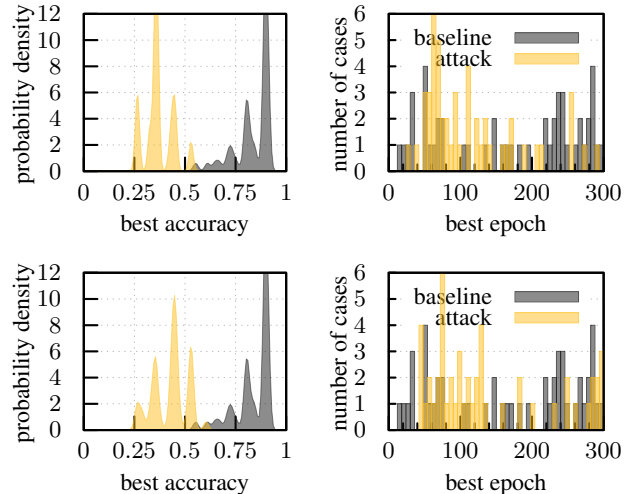 probability density
12
10
8
6
4
2
0
0 0.25 0.5 0.75 1
best accuracy
number of cases
6
5
4
3
2
1
0
baseline
attack
0 100 200 300
best epoch
probability density
12
10
8
6
4
2
0
0 0.25 0.5 0.75 1
best accuracy
number of cases
6
5
4
3
2
1
0
baseline
attack
0 100 200 300
best epoch